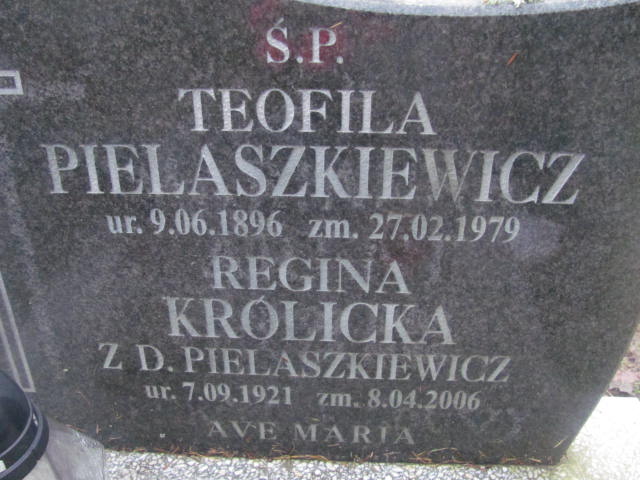 Ś.P.
TEOFILA
PIELASZKIEWICZ
ur. 9.06.1896 zm. 27.02.1979
REGINA
KRÓLICKA
Z D. PIELASZKIEWICZ
ur. 7.09.1921 zm. 8.04.2006
AVE MARIA